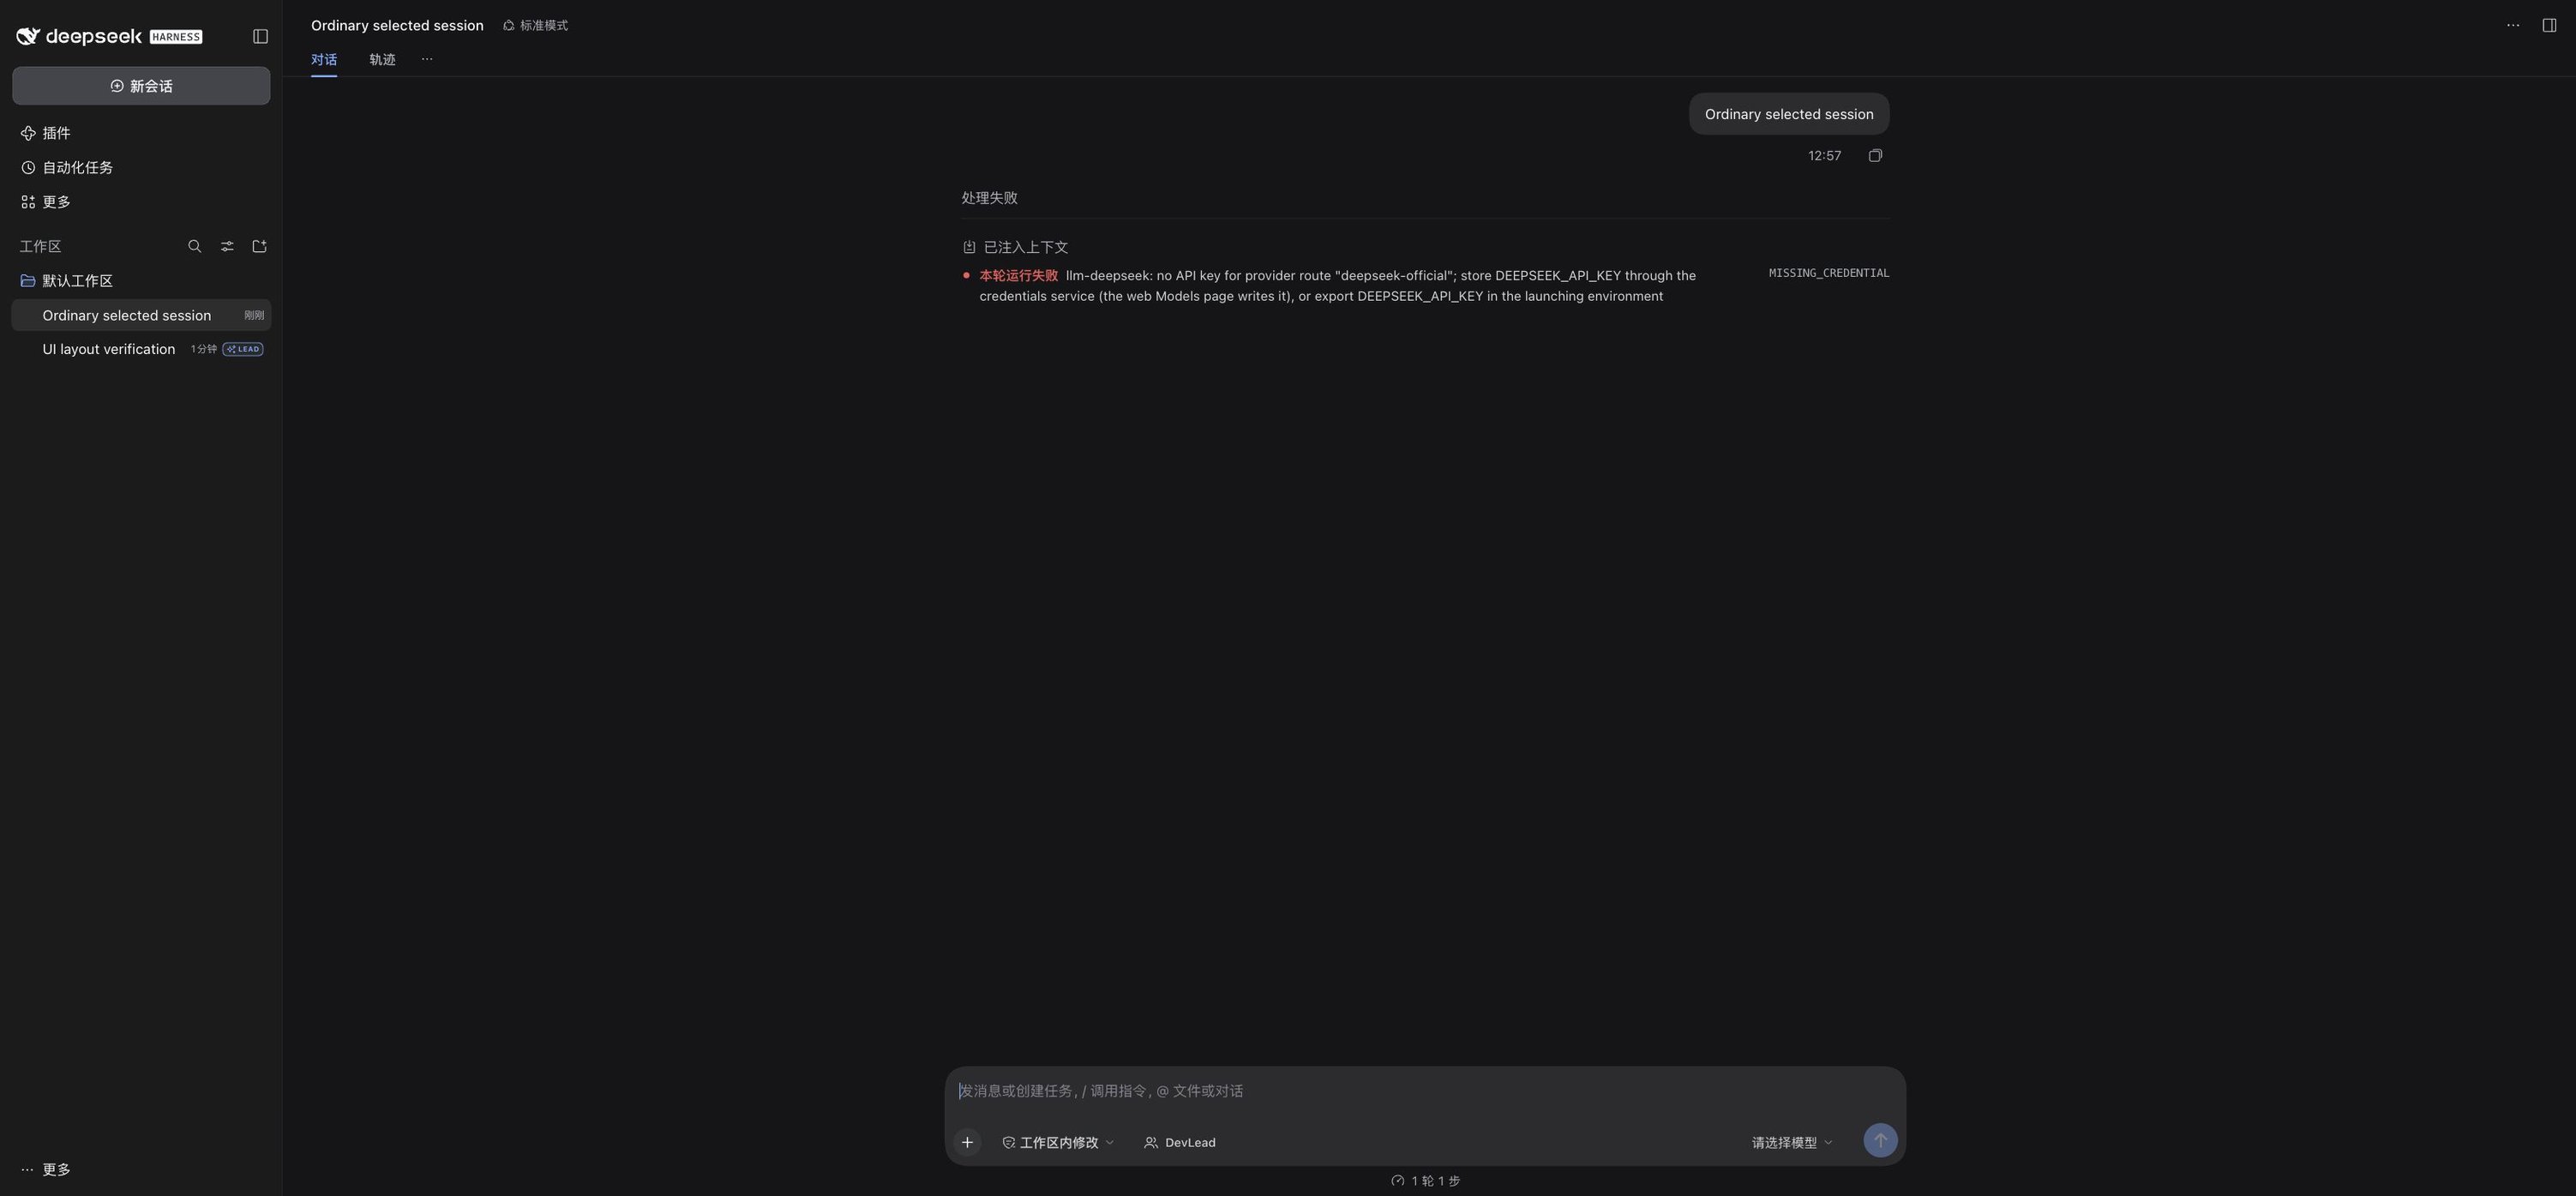 deepseek HARNESS
新会话
插件
自动化任务
更多
工作区
默认工作区
Ordinary selected session 刚刚
UI layout verification 1分钟 LEAD
... 更多
Ordinary selected session 标准模式
对话 轨迹 ...
Ordinary selected session
12:57
处理失败
已注入上下文
本轮运行失败 llm-deepseek: no API key for provider route "deepseek-official"; store DEEPSEEK_API_KEY through the MISSING_CREDENTIAL
credentials service (the web Models page writes it), or export DEEPSEEK_API_KEY in the launching environment
发消息或创建任务, / 调用指令, @ 文件或对话
工作区内修改 DevLead 请选择模型
1 轮 1 步